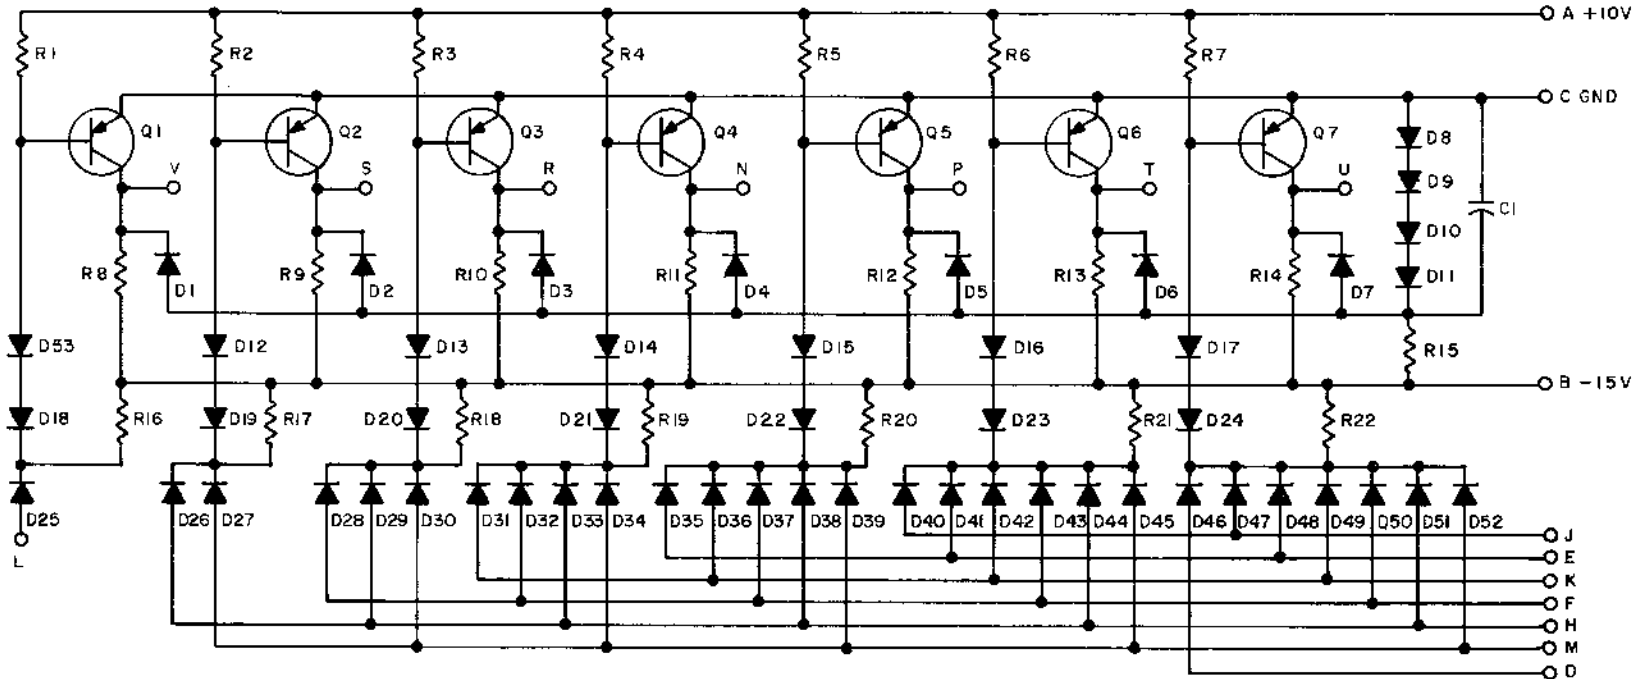 A +10V
R1 R2 R3 R4 R5 R6 R7
C GND
Q1 Q2 Q3 Q4 Q5 Q6 Q7 D8
V S R N P T U D9
C1
D10
R8 R9 R10 R11 R12 R13 R14 D11
D1 D2 D3 D4 D5 D6 D7
D53 D12 D13 D14 D15 D16 D17 R15
B -15V
D18 R16 D19 R17 D20 R18 D21 R19 D22 R20 D23 R21 D24 R22
D25 D26 D27 D28 D29 D30 D31 D32 D33 D34 D35 D36 D37 D38 D39 D40 D41 D42 D43 D44 D45 D46 D47 D48 D49 D50 D51 D52
J
L E
K
F
H
M
D